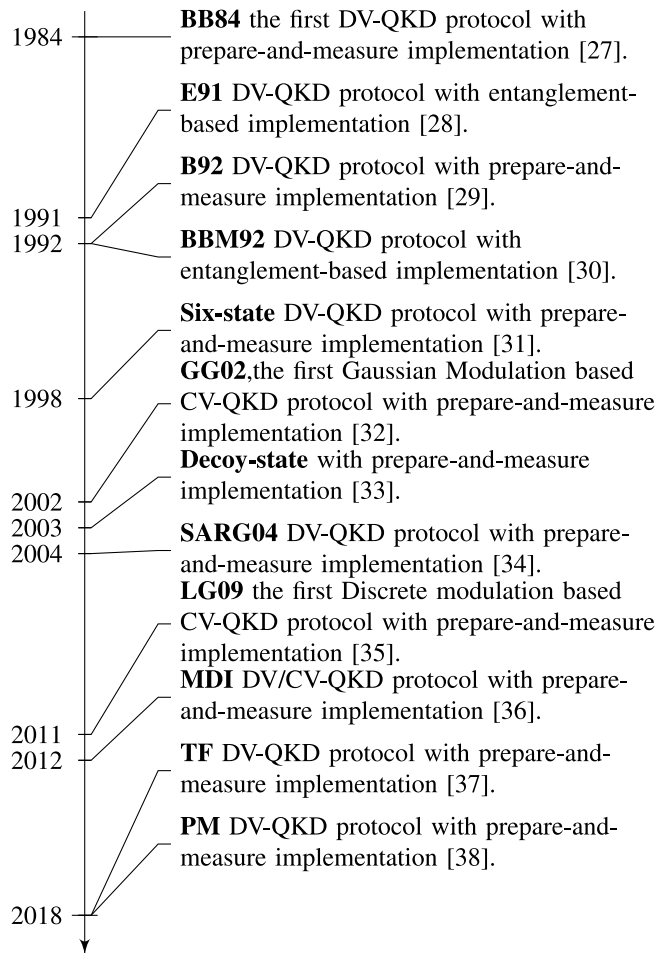 1984
BB84 the first DV-QKD protocol with
prepare-and-measure implementation [27].
E91 DV-QKD protocol with entanglement-
based implementation [28].
B92 DV-QKD protocol with prepare-and-
measure implementation [29].
1991
1992
BBM92 DV-QKD protocol with
entanglement-based implementation [30].
Six-state DV-QKD protocol with prepare-
and-measure implementation [31].
GG02,the first Gaussian Modulation based
1998
CV-QKD protocol with prepare-and-measure
implementation [32].
Decoy-state with prepare-and-measure
implementation [33].
2002
2003
2004
SARG04 DV-QKD protocol with prepare-
and-measure implementation [34].
LG09 the first Discrete modulation based
CV-QKD protocol with prepare-and-measure
implementation [35].
MDI DV/CV-QKD protocol with prepare-
and-measure implementation [36].
2011
2012
TF DV-QKD protocol with prepare-and-
measure implementation [37].
PM DV-QKD protocol with prepare-and-
measure implementation [38].
2018